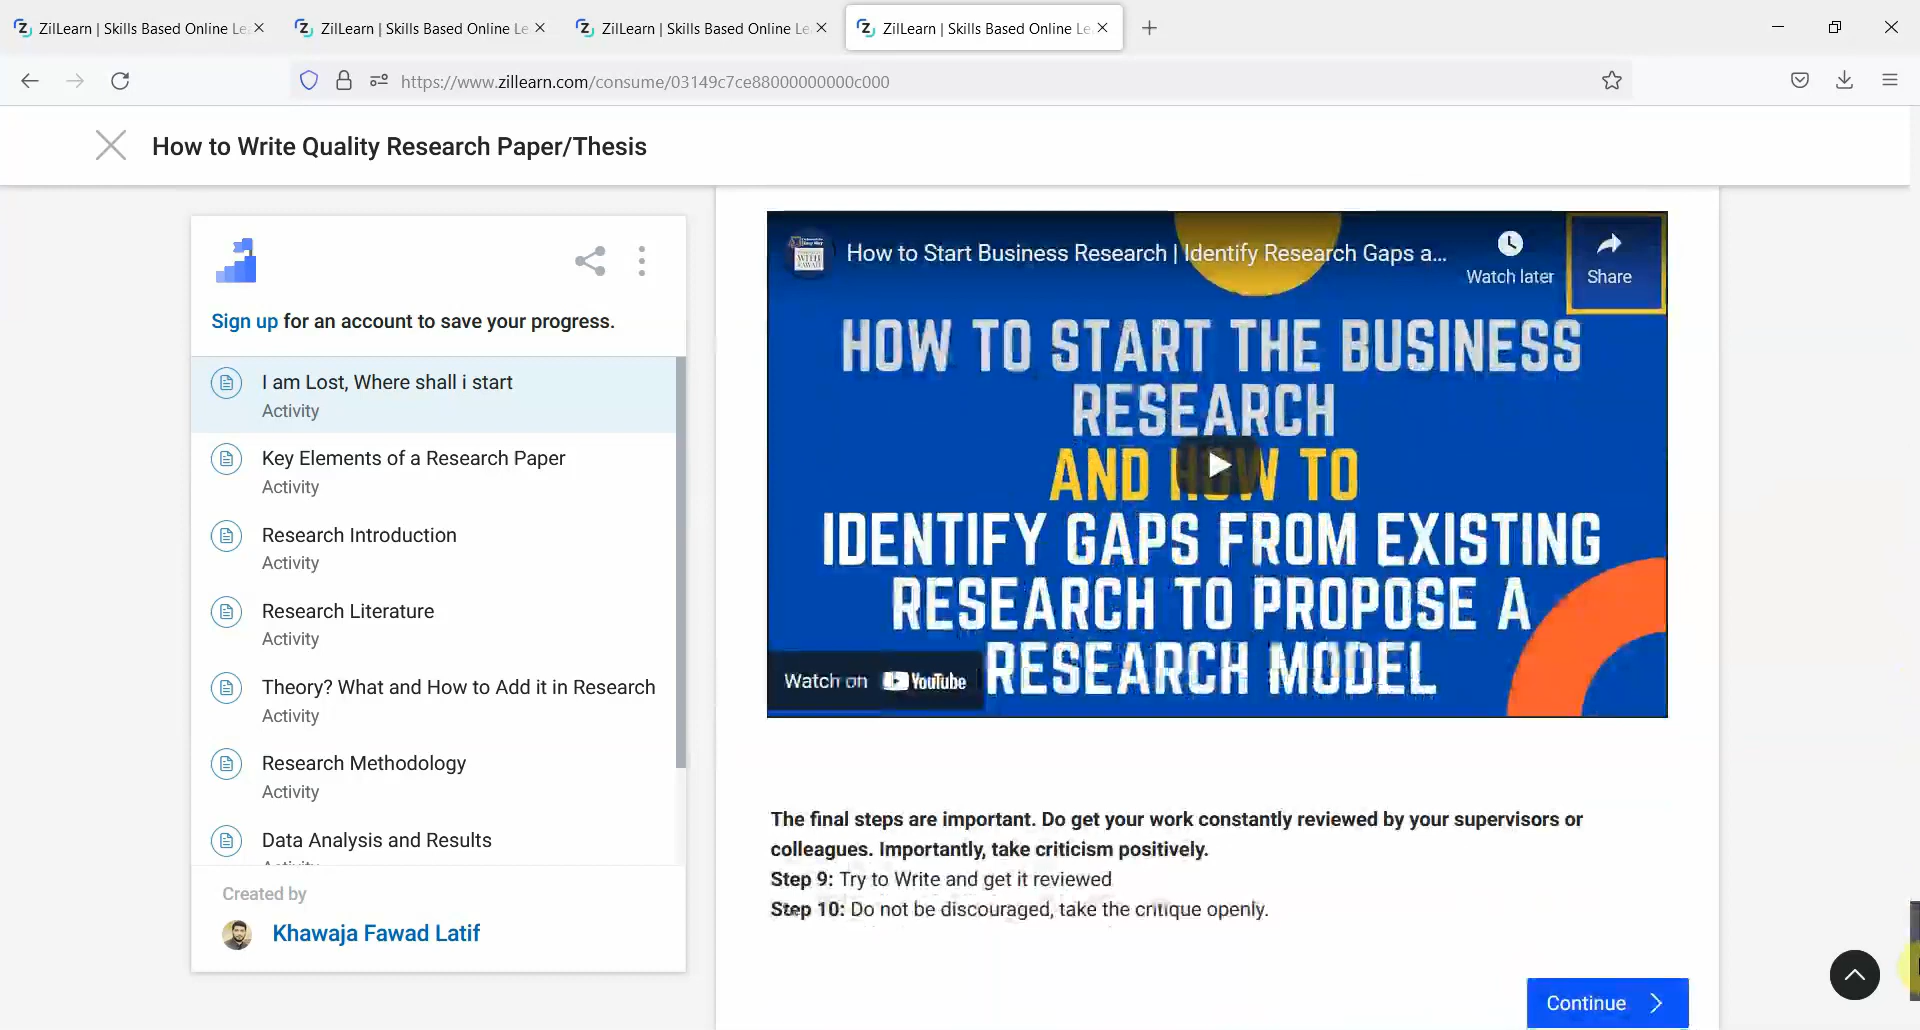 ZilLearn | Skills Based Online Le
ZilLearn | Skills Based Online Le
ZilLearn | Skills Based Online Le
ZilLearn | Skills Based Online Le
https://www.zillearn.com/consume/03149c7ce88000000000c000
How to Write Quality Research Paper/Thesis
Sign up for an account to save your progress.
I am Lost, Where shall i start
Activity
Key Elements of a Research Paper
Activity
Research Introduction
Activity
Research Literature
Activity
Theory? What and How to Add it in Research
Activity
Research Methodology
Activity
Data Analysis and Results
Activity
Created by
Khawaja Fawad Latif
How to Start Business Research | Identify Research Gaps a...
Watch later
Share
HOW TO START THE BUSINESS
RESEARCH
AND HOW TO
IDENTIFY GAPS FROM EXISTING
RESEARCH TO PROPOSE A
RESEARCH MODEL
Watch on YouTube
The final steps are important. Do get your work constantly reviewed by your supervisors or
colleagues. Importantly, take criticism positively.
Step 9: Try to Write and get it reviewed
Step 10: Do not be discouraged, take the critique openly.
Continue